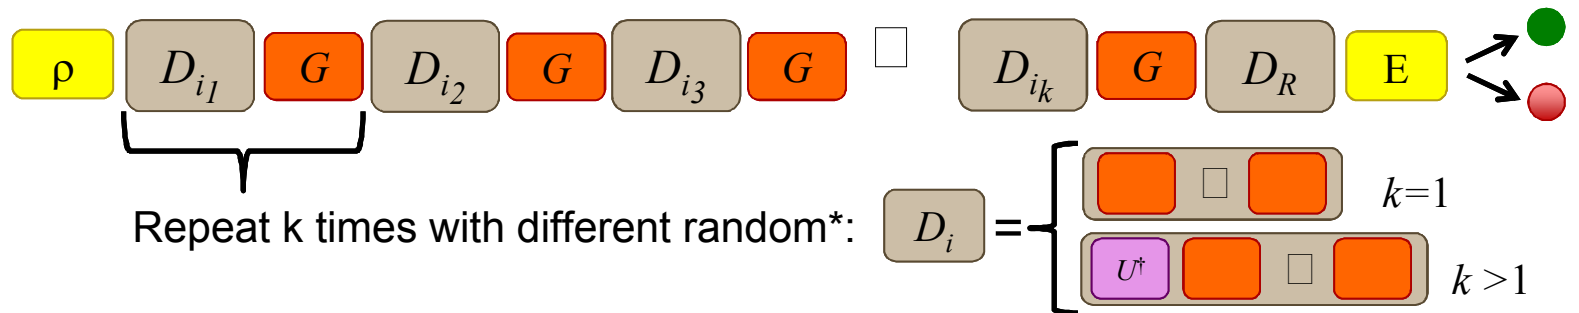 ρ D_{i_1} G D_{i_2} G D_{i_3} G □ D_{i_k} G D_R E
□ k=1
Repeat k times with different random*: D_i =
U† □ k >1